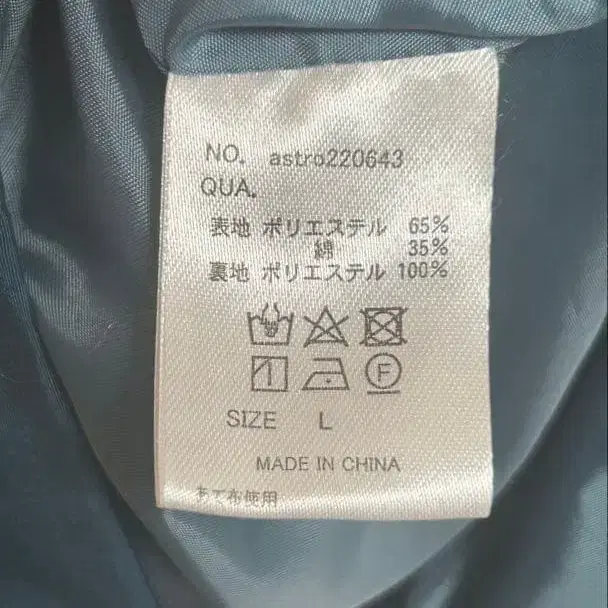 NO. astro220643
QUA.
表地 ポリエステル 65%
綿 35%
裏地 ポリエステル 100%
F
SIZE L
MADE IN CHINA
あて布使用